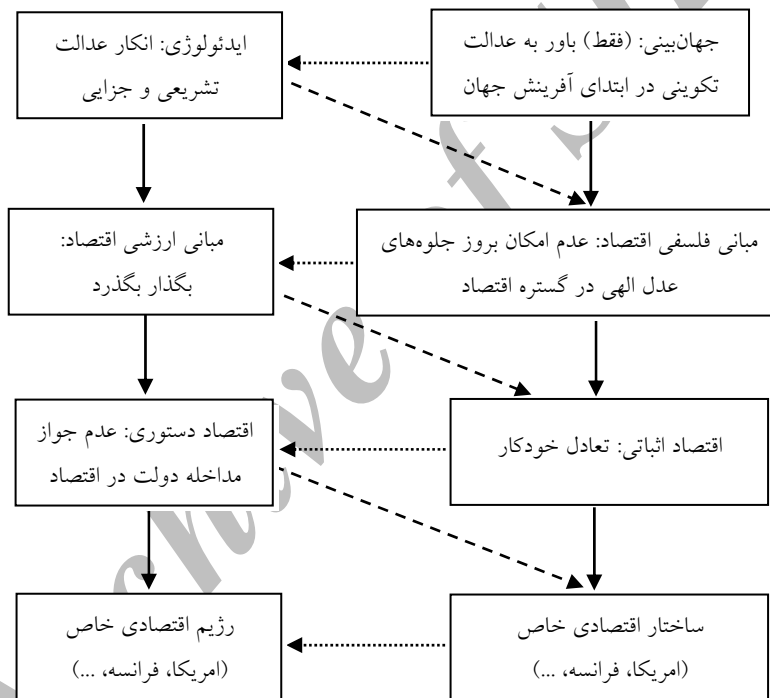 جهان‌بینی: (فقط) باور به عدالت
تکوینی در ابتدای آفرینش جهان
ایدئولوژی: انکار عدالت
تشریعی و جزایی
مبانی فلسفی اقتصاد: عدم امکان بروز جلوه‌های
عدل الهی در گستره اقتصاد
مبانی ارزشی اقتصاد:
بگذار بگذرد
اقتصاد اثباتی: تعادل خودکار
اقتصاد دستوری: عدم جواز
مداخله دولت در اقتصاد
ساختار اقتصادی خاص
(امریکا، فرانسه، ...)
رژیم اقتصادی خاص
(امریکا، فرانسه، ...)